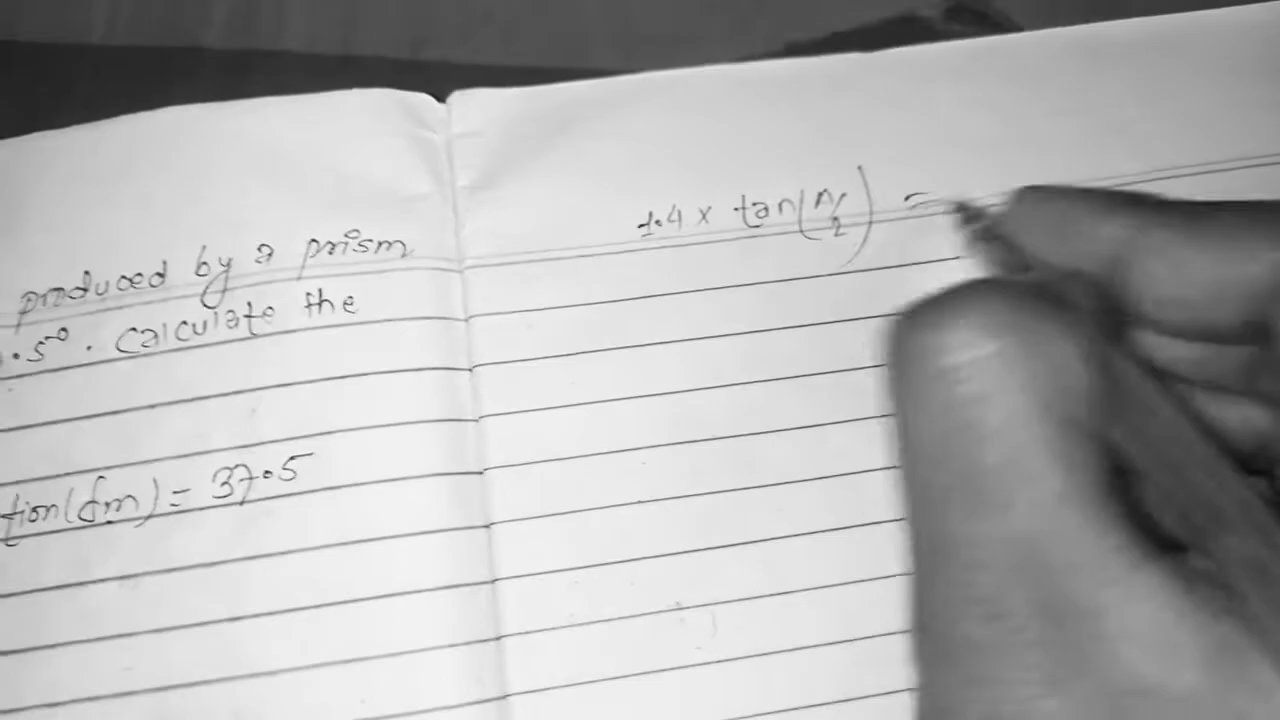 produced by a prism
.5° . Calculate the
tion (δm) = 37.5
1.4 x tan(A/2) =